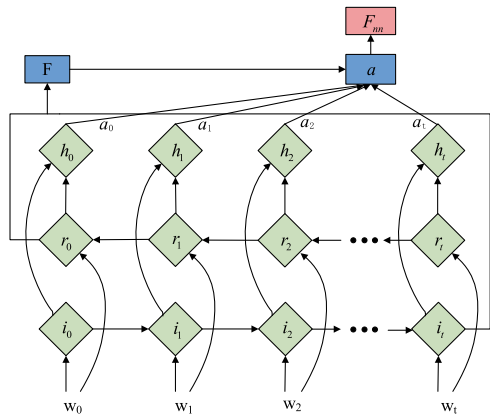 F_nn
F a
a_0 a_1 a_2 a_t
h_0 h_1 h_2 h_t
r_0 r_1 r_2 ••• r_t
i_0 i_1 i_2 ••• i_t
w_0 w_1 w_2 w_t